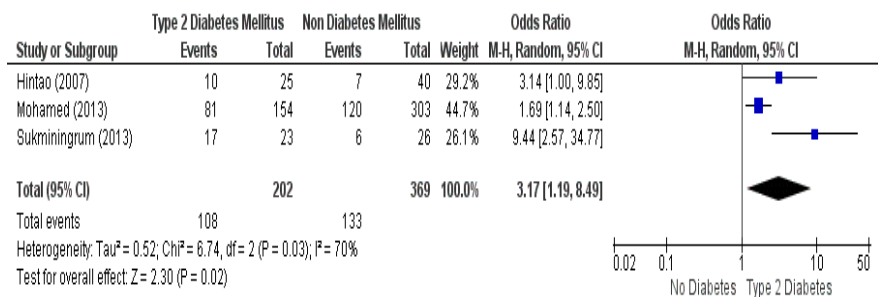 Type 2 Diabetes Mellitus Non Diabetes Mellitus Odds Ratio Odds Ratio
Study or Subgroup Events Total Events Total Weight M-H, Random, 95% CI M-H, Random, 95% CI
Hintao (2007) 10 25 7 40 29.2% 3.14 [1.00, 9.85]
Mohamed (2013) 81 154 120 303 44.7% 1.69 [1.14, 2.50]
Sukminingrum (2013) 17 23 6 26 26.1% 9.44 [2.57, 34.77]
Total (95% CI) 202 369 100.0% 3.17 [1.19, 8.49]
Total events 108 133
Heterogeneity: Tau² = 0.52; Chi² = 6.74, df = 2 (P = 0.03); I² = 70%
Test for overall effect: Z = 2.30 (P = 0.02)
0.02 0.1 1 10 50
No Diabetes Type 2 Diabetes